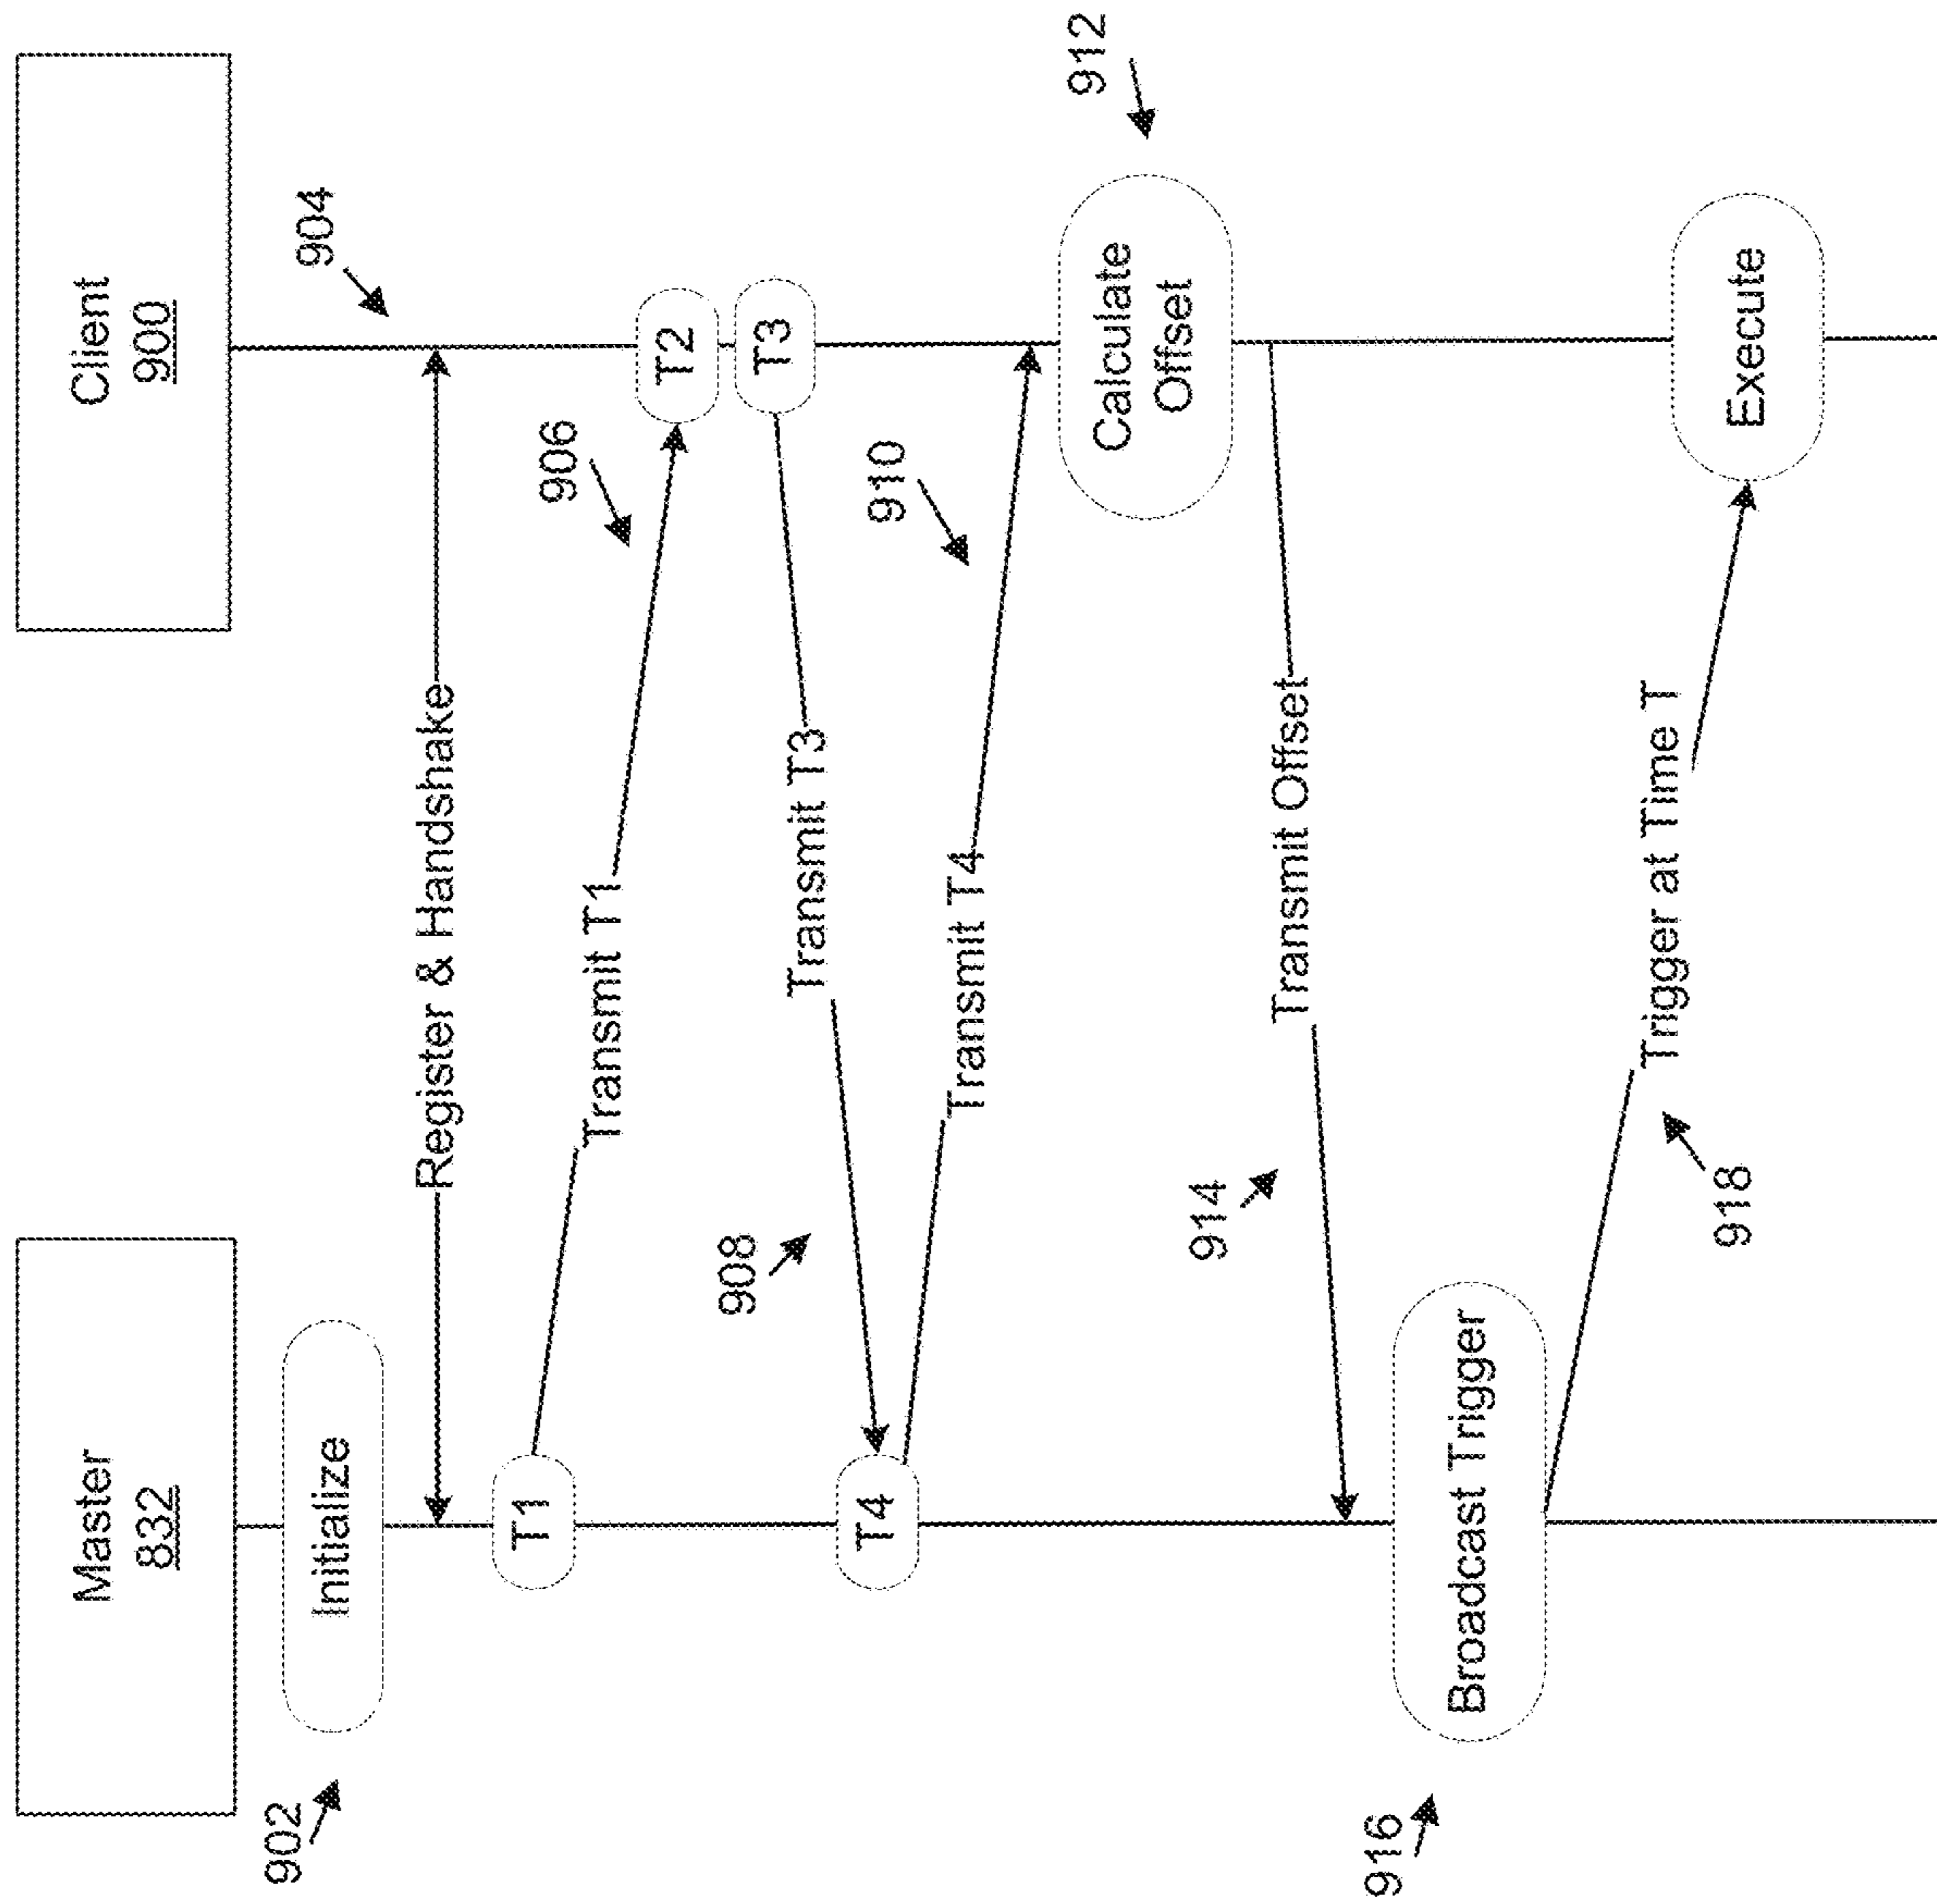 Master
832
Client
900
902
Initialize
904
Register & Handshake
T1
Transmit T1
906
T2
T3
908
Transmit T3
T4
Transmit T4
910
Calculate
Offset
912
914
Transmit Offset
916
Broadcast Trigger
918
Trigger at Time T
Execute